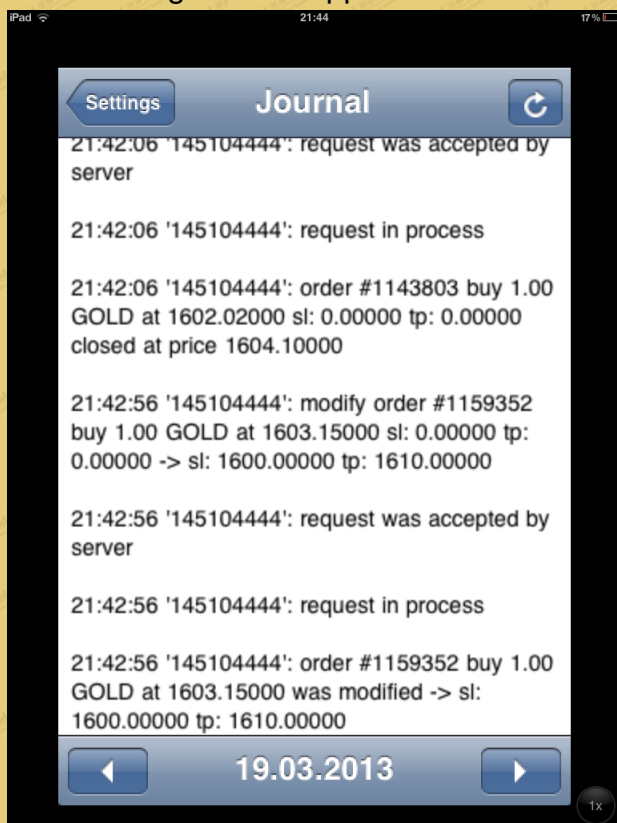 iPad 21:44 17%
Settings Journal
21:42:06 '145104444': request was accepted by
server
21:42:06 '145104444': request in process
21:42:06 '145104444': order #1143803 buy 1.00
GOLD at 1602.02000 sl: 0.00000 tp: 0.00000
closed at price 1604.10000
21:42:56 '145104444': modify order #1159352
buy 1.00 GOLD at 1603.15000 sl: 0.00000 tp:
0.00000 -> sl: 1600.00000 tp: 1610.00000
21:42:56 '145104444': request was accepted by
server
21:42:56 '145104444': request in process
21:42:56 '145104444': order #1159352 buy 1.00
GOLD at 1603.15000 was modified -> sl:
1600.00000 tp: 1610.00000
19.03.2013
1x